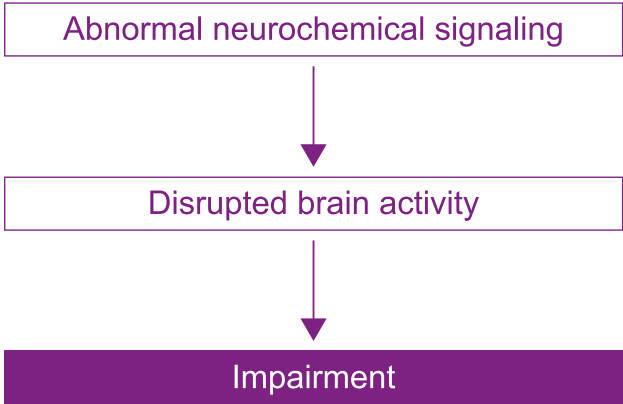 Abnormal neurochemical signaling
Disrupted brain activity
Impairment